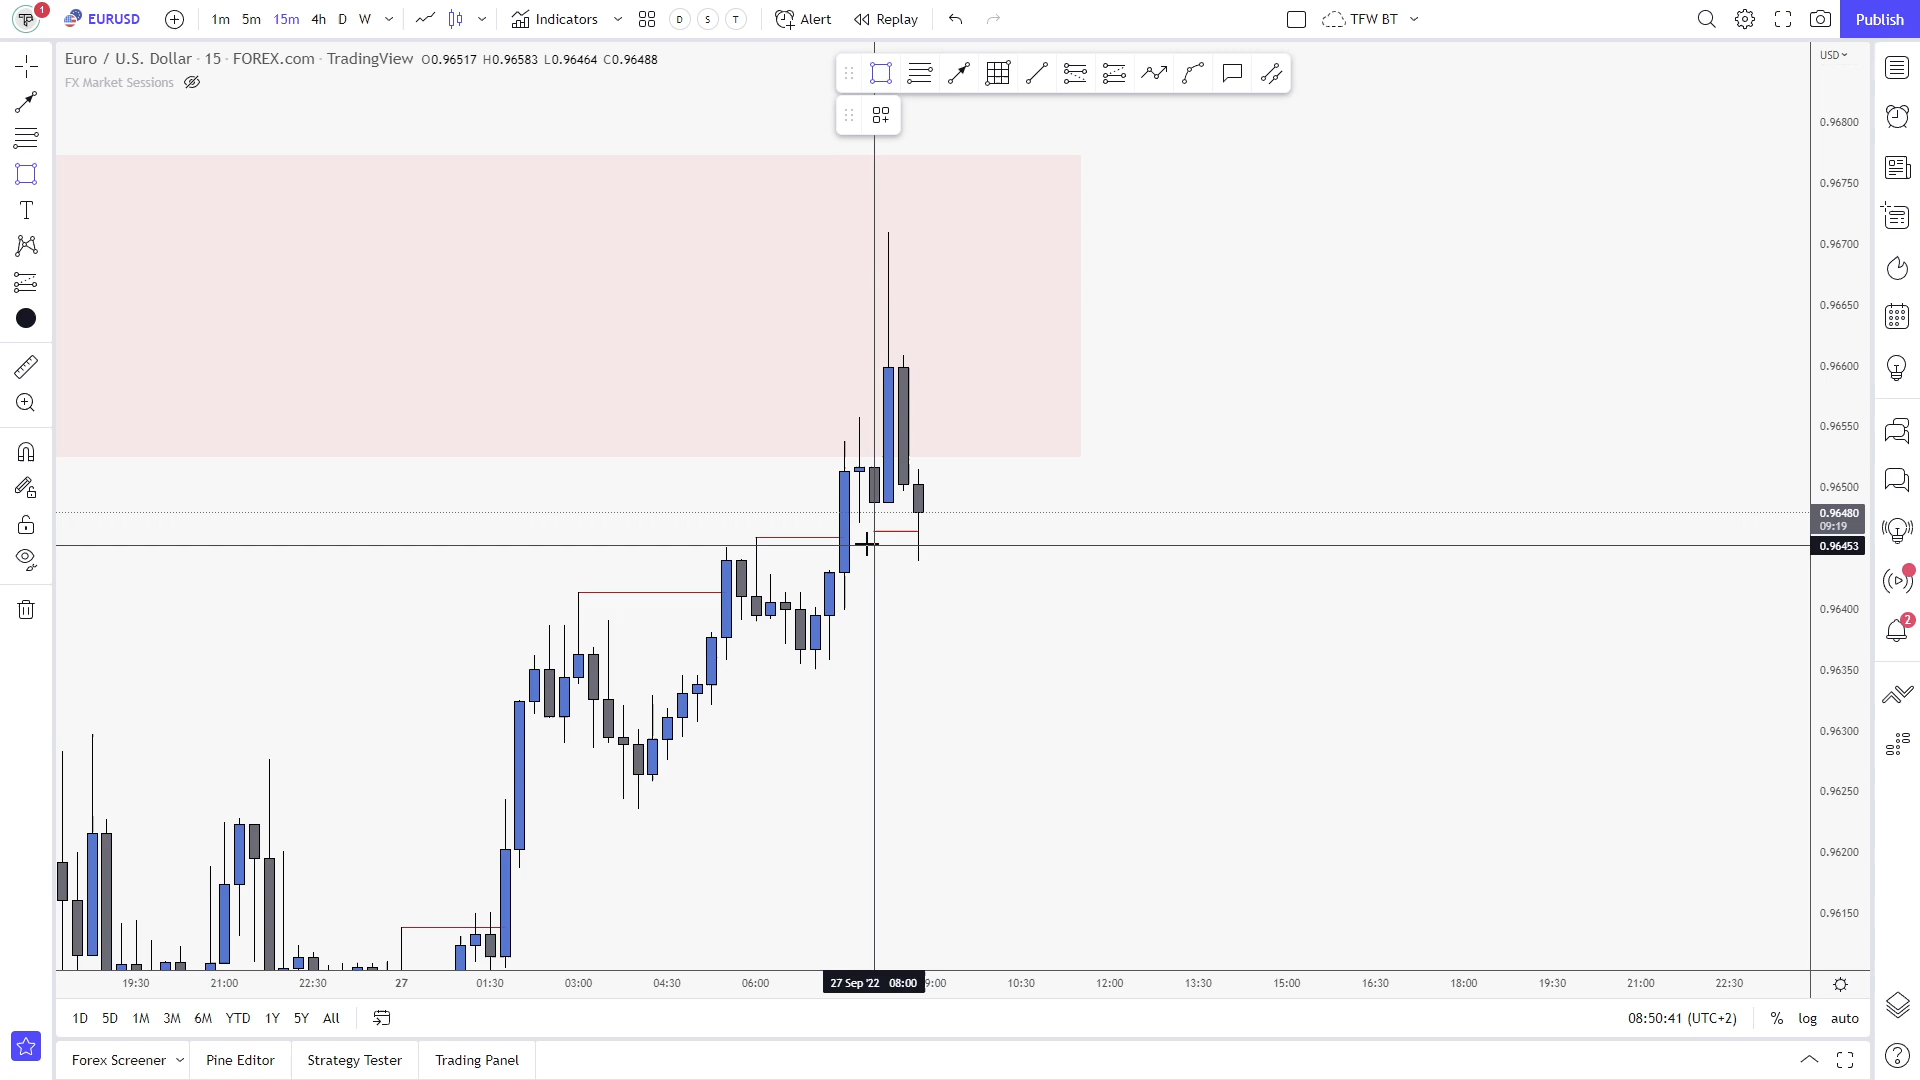 1
EURUSD
1m 5m 15m 4h D W
Indicators
D S T
Alert
Replay
TFW BT
Publish
Euro / U.S. Dollar · 15 · FOREX.com · TradingView O0.96517 H0.96583 L0.96464 C0.96488
FX Market Sessions
T
USD
0.96800
0.96750
0.96700
0.96650
0.96600
0.96550
0.96500
0.96480
09:19
0.96453
0.96400
0.96350
0.96300
0.96250
0.96200
0.96150
2
19:30 21:00 22:30 27 01:30 03:00 04:30 06:00 27 Sep '22 08:00 9:00 10:30 12:00 13:30 15:00 16:30 18:00 19:30 21:00 22:30
1D 5D 1M 3M 6M YTD 1Y 5Y All
08:50:41 (UTC+2) % log auto
Forex Screener Pine Editor Strategy Tester Trading Panel